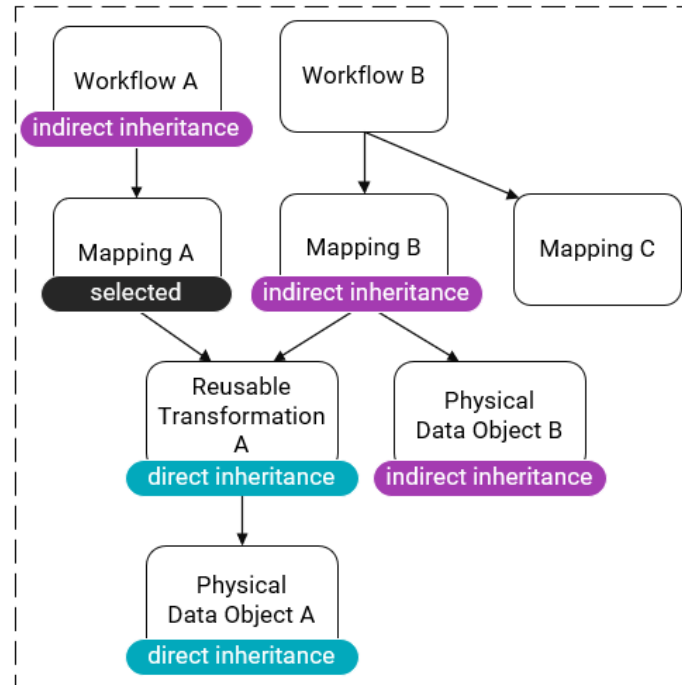 Workflow A
indirect inheritance
Workflow B
Mapping A
selected
Mapping B
indirect inheritance
Mapping C
Reusable
Transformation
A
direct inheritance
Physical
Data Object B
indirect inheritance
Physical
Data Object A
direct inheritance